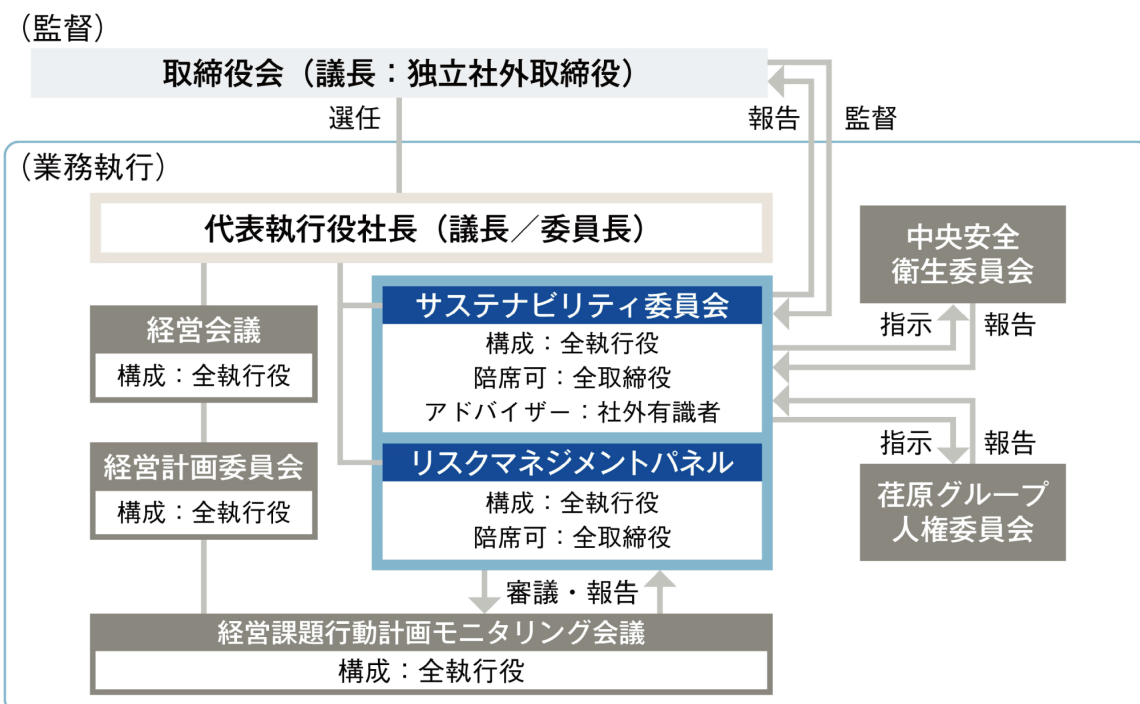 （監督）
取締役会（議長：独立社外取締役）
選任
報告
監督
（業務執行）
代表執行役社長（議長／委員長）
経営会議
構成：全執行役
経営計画委員会
構成：全執行役
サステナビリティ委員会
構成：全執行役
陪席可：全取締役
アドバイザー：社外有識者
リスクマネジメントパネル
構成：全執行役
陪席可：全取締役
中央安全
衛生委員会
指示
報告
指示
報告
荏原グループ
人権委員会
審議・報告
経営課題行動計画モニタリング会議
構成：全執行役